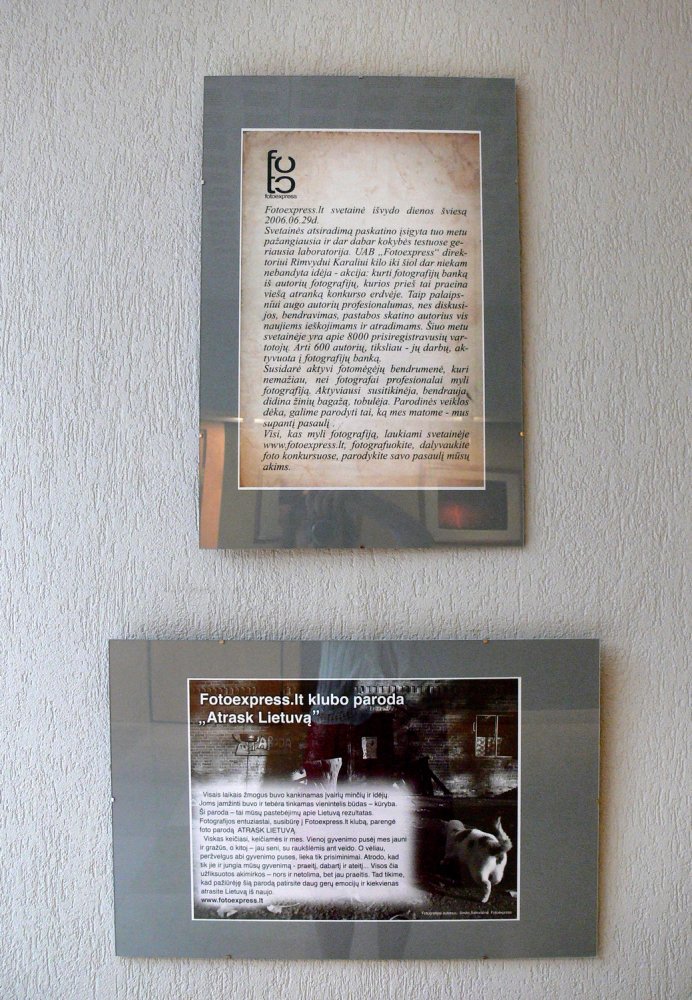 fo
to
fotoexpress
Fotoexpress.lt svetainė išvydo dienos šviesą
2006.06.29d.
Svetainės atsiradimą paskatino įsigyta tuo metu
pažangiausia ir dar dabar kokybės testuose ge-
riausia laboratorija. UAB „Fotoexpress" direk-
toriui Rimvydui Karaliui kilo iki šiol dar niekam
nebandyta idėja - akcija: kurti fotografijų banką
iš autorių fotografijų, kurios prieš tai praeina
viešą atranką konkurso erdvėje. Taip palaips-
niui augo autorių profesionalumas, nes diskusi-
jos, bendravimas, pastabos skatino autorius vis
naujiems ieškojimams ir atradimams. Šiuo metu
svetainėje yra apie 8000 prisiregistravusių var-
totojų. Arti 600 autorių, tiksliau - jų darbų, ak-
tyvuota į fotografijų banką.
Susidarė aktyvi fotomėgėjų bendrumenė, kuri
nemažiau, nei fotografai profesionalai myli
fotografiją. Aktyviausi susitikinėja, bendrauja,
didina žinių bagažą, tobulėja. Parodinės veiklos
dėka, galime parodyti tai, ką mes matome - mus
supantį pasaulį .
Visi, kas myli fotografiją, laukiami svetainėje
www.fotoexpress.lt, fotografuokite, dalyvaukite
foto konkursuose, parodykite savo pasaulį mūsų
akims.
Fotoexpress.lt klubo paroda
„Atrask Lietuvą"
Visais laikais žmogus buvo kankinamas įvairių minčių ir idėjų.
Joms įamžinti buvo ir tebėra tinkamas vienintelis būdas – kūryba.
Ši paroda – tai mūsų pastebėjimų apie Lietuvą rezultatas.
Fotografijos entuziastai, susibūrę į Fotoexpress.lt klubą, parengė
foto parodą ATRASK LIETUVĄ
Viskas keičiasi, keičiamės ir mes. Vienoj gyvenimo pusėj mes jauni
ir gražūs, o kitoj – jau seni, su raukšlėmis ant veido. O vėliau,
peržvelgus abi gyvenimo puses, lieka tik prisiminimai. Atrodo, kad
tik jie ir jungia mūsų gyvenimą - praeitį, dabartį ir ateitį... Visos čia
užfiksuotos akimirkos – nors ir netolima, bet jau praeitis. Tad tikime,
kad pažiūrėję šią parodą patirsite daug gerų emocijų ir kiekvienas
atrasite Lietuvą iš naujo.
www.fotoexpress.lt
Fotografijos autorius: Fotoexpress